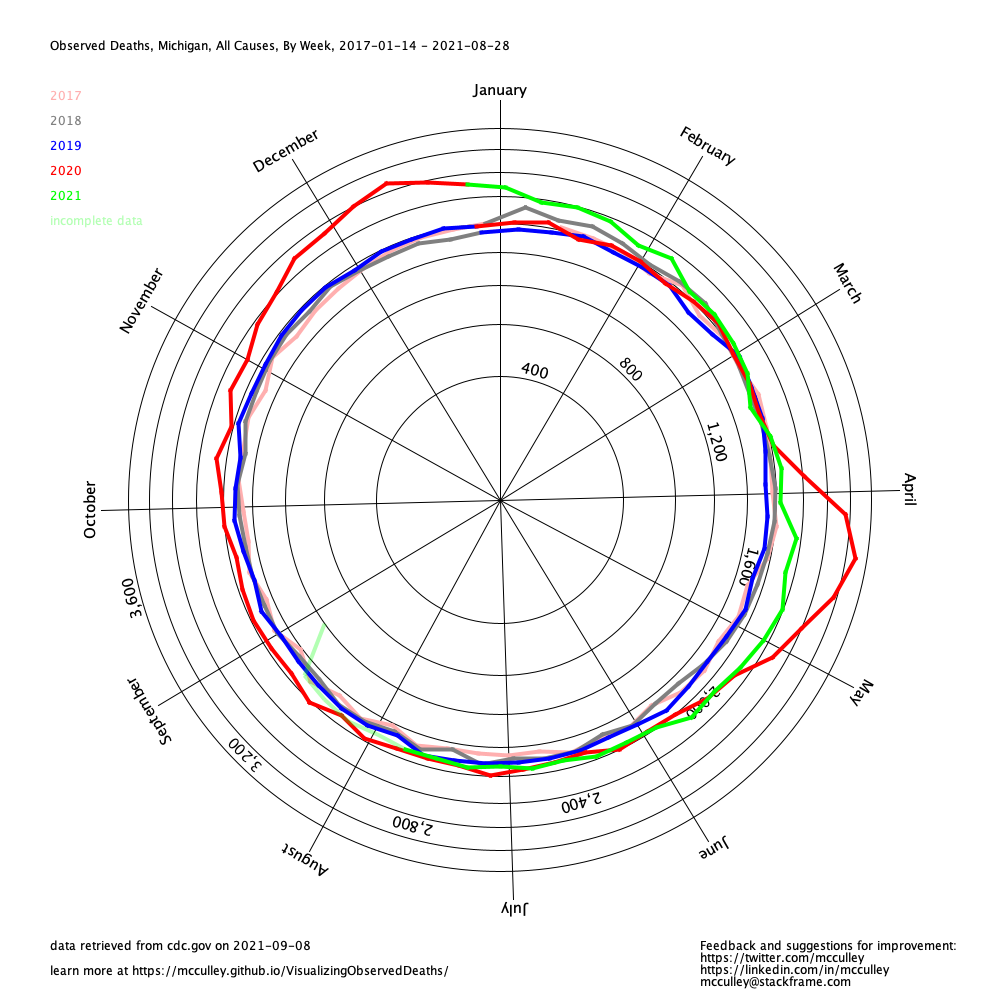 Observed Deaths, Michigan, All Causes, By Week, 2017-01-14 - 2021-08-28
2017
2018
2019
2020
2021
incomplete data
January
February
March
April
May
June
July
August
September
October
November
December
400
800
1,200
1,600
2,000
2,400
2,800
3,200
3,600
data retrieved from cdc.gov on 2021-09-08
learn more at https://mcculley.github.io/VisualizingObservedDeaths/
Feedback and suggestions for improvement:
https://twitter.com/mcculley
https://linkedin.com/in/mcculley
mcculley@stackframe.com